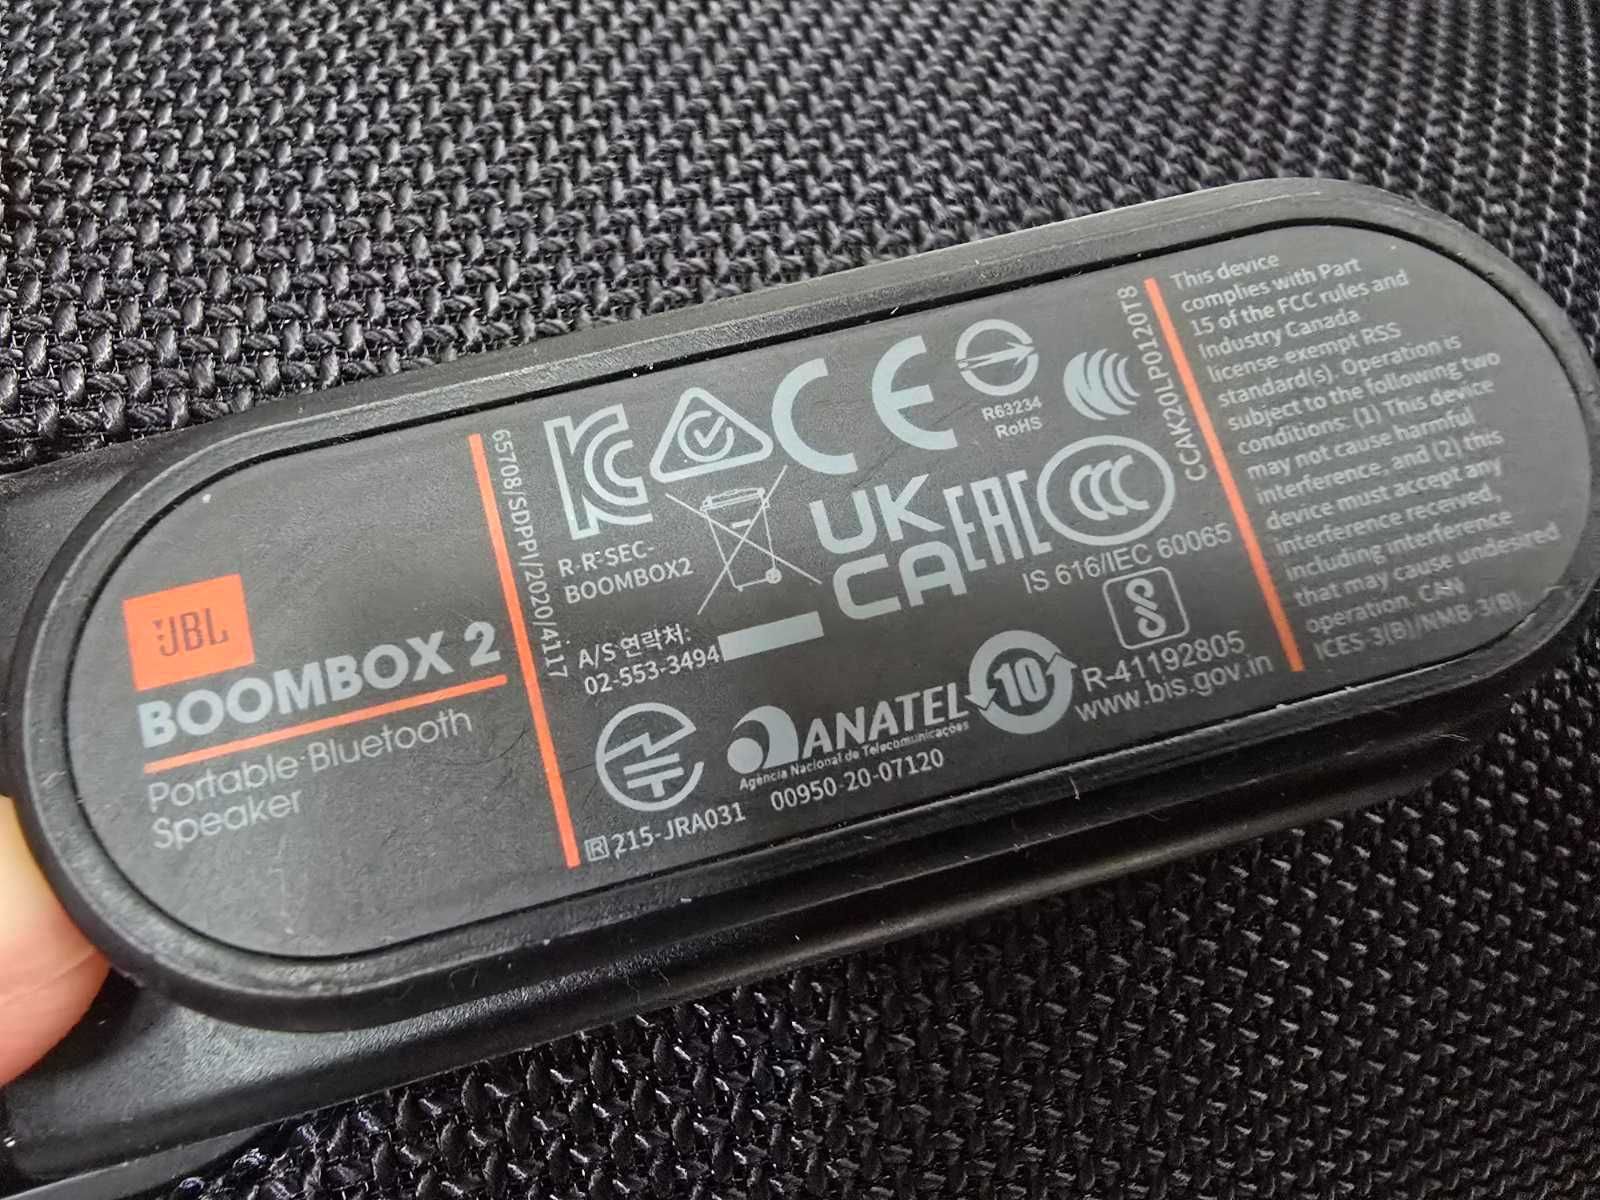 JBL
BOOMBOX 2
Portable Bluetooth
Speaker
65708/SDPPI/2020/4117
R-R-SEC-
BOOMBOX2
A/S 연락처:
02-553-3494
R 215-JRA031
CE
R63234
RoHS
UK
CA
EAC
CCC
CCAK20LP0120T8
IS 616/IEC 60065
R-41192805
www.bis.gov.in
10
ANATEL
Agência Nacional de Telecomunicações
00950-20-07120
This device
complies with Part
15 of the FCC rules and
Industry Canada
license-exempt RSS
standard(s). Operation is
subject to the following two
conditions: (1) This device
may not cause harmful
interference, and (2) this
device must accept any
interference received,
including interference
that may cause undesired
operation. CAN
ICES-3(B)/NMB-3(B)